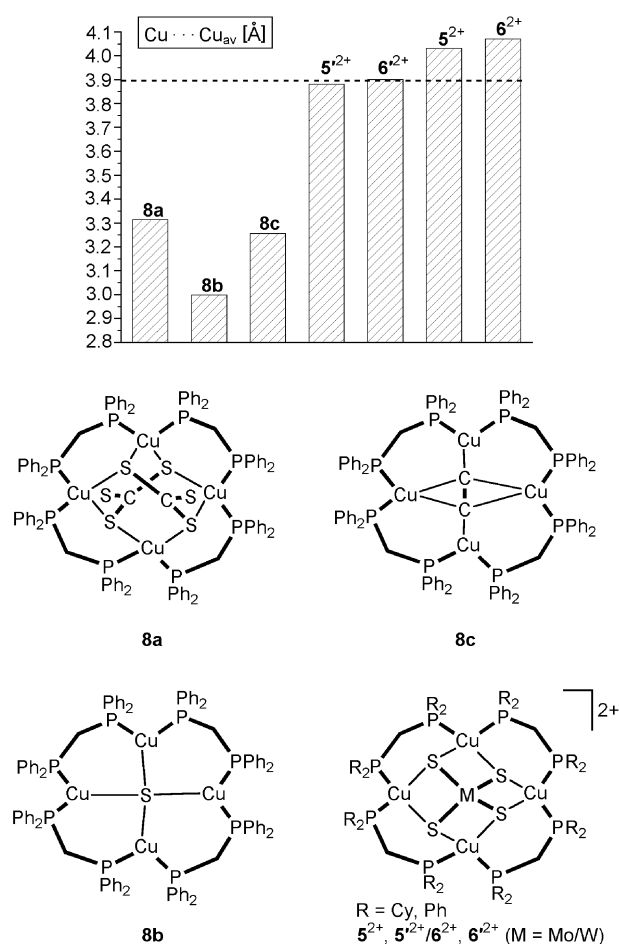 Cu ··· Cuav [Å]
4.1
4.0
3.9
3.8
3.7
3.6
3.5
3.4
3.3
3.2
3.1
3.0
2.9
2.8
8a
8b
8c
5′2+
6′2+
52+
62+
Ph2 Ph2
P P
Cu
Ph2P PPh2
S S
Cu S C C S Cu
S S
Ph2P PPh2
Cu
P P
Ph2 Ph2
8a
Ph2 Ph2
P P
Cu
Ph2P PPh2
C
Cu Cu
C
Ph2P PPh2
Cu
P P
Ph2 Ph2
8c
Ph2 Ph2
P P
Cu
Ph2P PPh2
Cu S Cu
Ph2P PPh2
Cu
P P
Ph2 Ph2
8b
R2 R2 2+
P P
Cu
R2P PR2
S S
Cu M Cu
S S
R2P PR2
Cu
P P
R2 R2
R = Cy, Ph
52+, 5′2+/62+, 6′2+ (M = Mo/W)